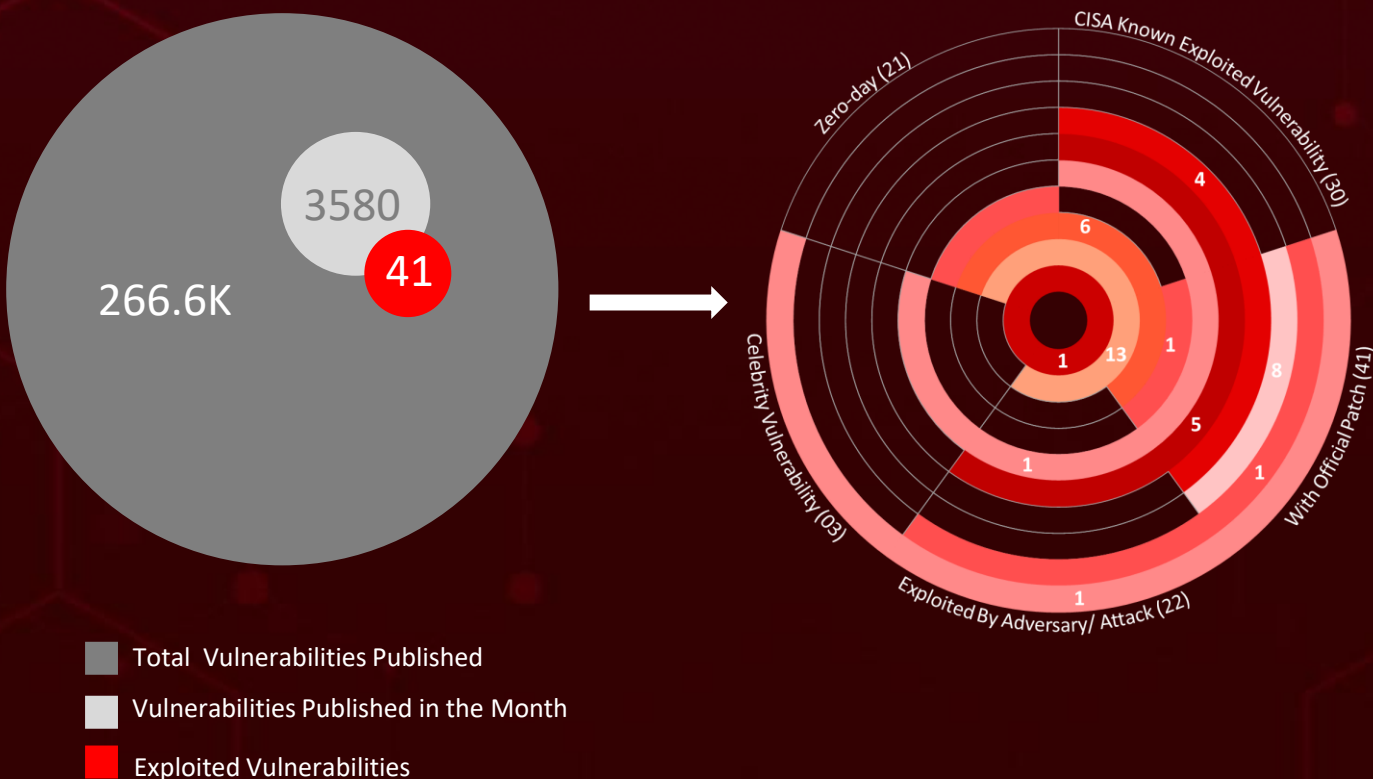 266.6K
3580
41
Total Vulnerabilities Published
Vulnerabilities Published in the Month
Exploited Vulnerabilities
Zero-day (21)
CISA Known Exploited Vulnerability (30)
With Official Patch (41)
Exploited By Adversary/ Attack (22)
Celebrity Vulnerability (03)
4
6
1
13
1
8
5
1
1
1